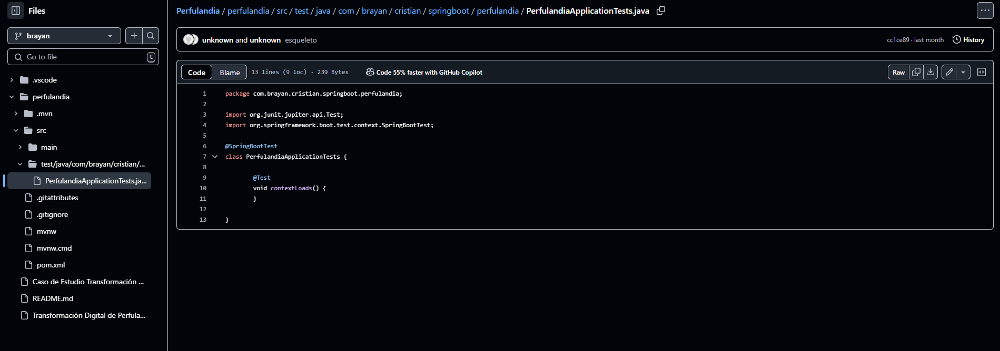 Files
brayan
Go to file
t
.vscode
perfulandia
.mvn
src
main
test/java/com/brayan/cristian/...
PerfulandiaApplicationTests.ja...
.gitattributes
.gitignore
mvnw
mvnw.cmd
pom.xml
Caso de Estudio Transformación ...
README.md
Transformación Digital de Perfula...
Perfulandia / perfulandia / src / test / java / com / brayan / cristian / springboot / perfulandia / PerfulandiaApplicationTests.java
unknown and unknown esqueleto
cc1ce89 · last month
History
Code Blame 13 lines (9 loc) · 239 Bytes
Code 55% faster with GitHub Copilot
Raw
1 package com.brayan.cristian.springboot.perfulandia;
2
3 import org.junit.jupiter.api.Test;
4 import org.springframework.boot.test.context.SpringBootTest;
5
6 @SpringBootTest
7 class PerfulandiaApplicationTests {
8
9 @Test
10 void contextLoads() {
11 }
12
13 }